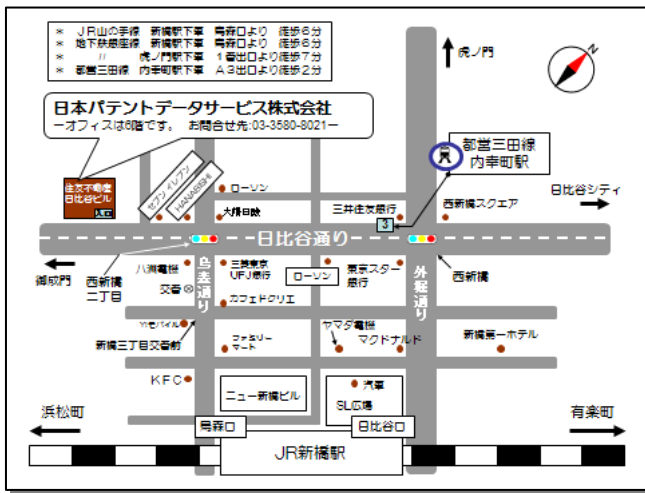 * JR山の手線 新橋駅下車 烏森口より 徒歩6分
* 地下鉄銀座線 新橋駅下車 烏森口より 徒歩6分
* 〃 虎ノ門駅下車 1番出口より徒歩7分
* 都営三田線 内幸町駅下車 A3出口より徒歩2分
虎ノ門
N
日本パテントデータサービス株式会社
－オフィスは6階です。 お問合せ先:03-3580-8021－
都営三田線
内幸町駅
住友不動産
日比谷ビル
入口
セブンイレブン
HANABISHI
ローソン
大陽日酸
三井住友銀行
3
西新橋スクエア
日比谷シティ
日比谷通り
御成門
西新橋
二丁目
八洲電機
交番
烏森通り
三菱東京
UFJ銀行
カフェドクリエ
ローソン
東京スター
銀行
外堀通り
西新橋
Y!モバイル
新橋三丁目交番前
ファミリー
マート
ヤマダ電機
マクドナルド
新橋第一ホテル
KFC
ニュー新橋ビル
汽車
SL広場
浜松町
烏森口
日比谷口
有楽町
JR新橋駅